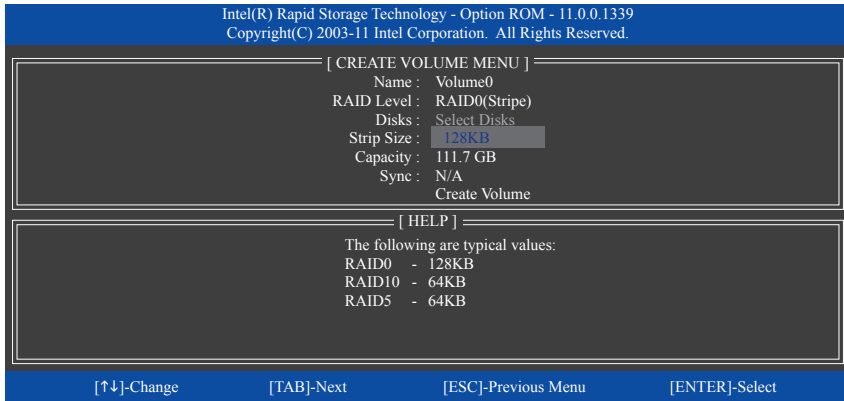 Intel(R) Rapid Storage Technology - Option ROM - 11.0.0.1339
Copyright(C) 2003-11 Intel Corporation. All Rights Reserved.
[ CREATE VOLUME MENU ]
Name : Volume0
RAID Level : RAID0(Stripe)
Disks : Select Disks
Strip Size : 128KB
Capacity : 111.7 GB
Sync : N/A
Create Volume
[ HELP ]
The following are typical values:
RAID0 - 128KB
RAID10 - 64KB
RAID5 - 64KB
[↑↓]-Change [TAB]-Next [ESC]-Previous Menu [ENTER]-Select